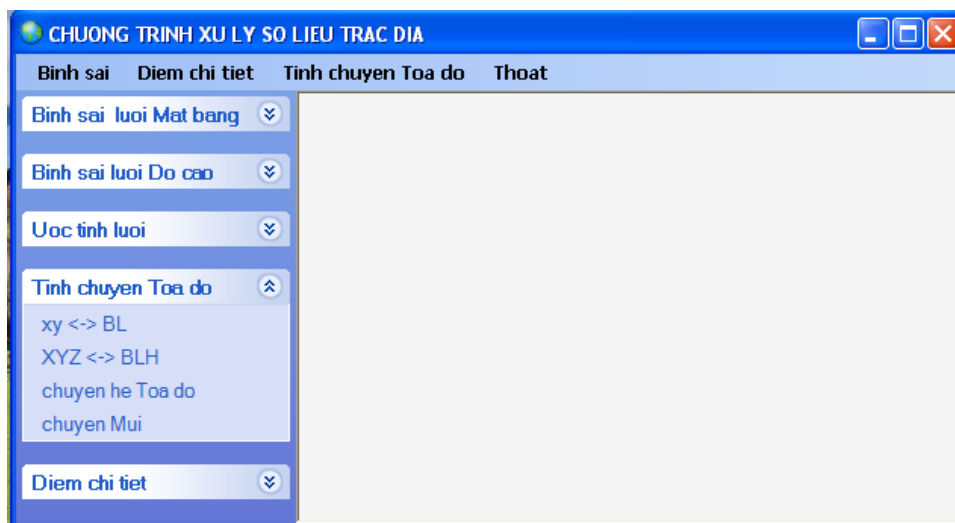 CHUONG TRINH XU LY SO LIEU TRAC DIA
Binh sai Diem chi tiet Tinh chuyen Toa do Thoat
Binh sai luoi Mat bang
Binh sai luoi Do cao
Uoc tinh luoi
Tinh chuyen Toa do
xy <-> BL
XYZ <-> BLH
chuyen he Toa do
chuyen Mui
Diem chi tiet